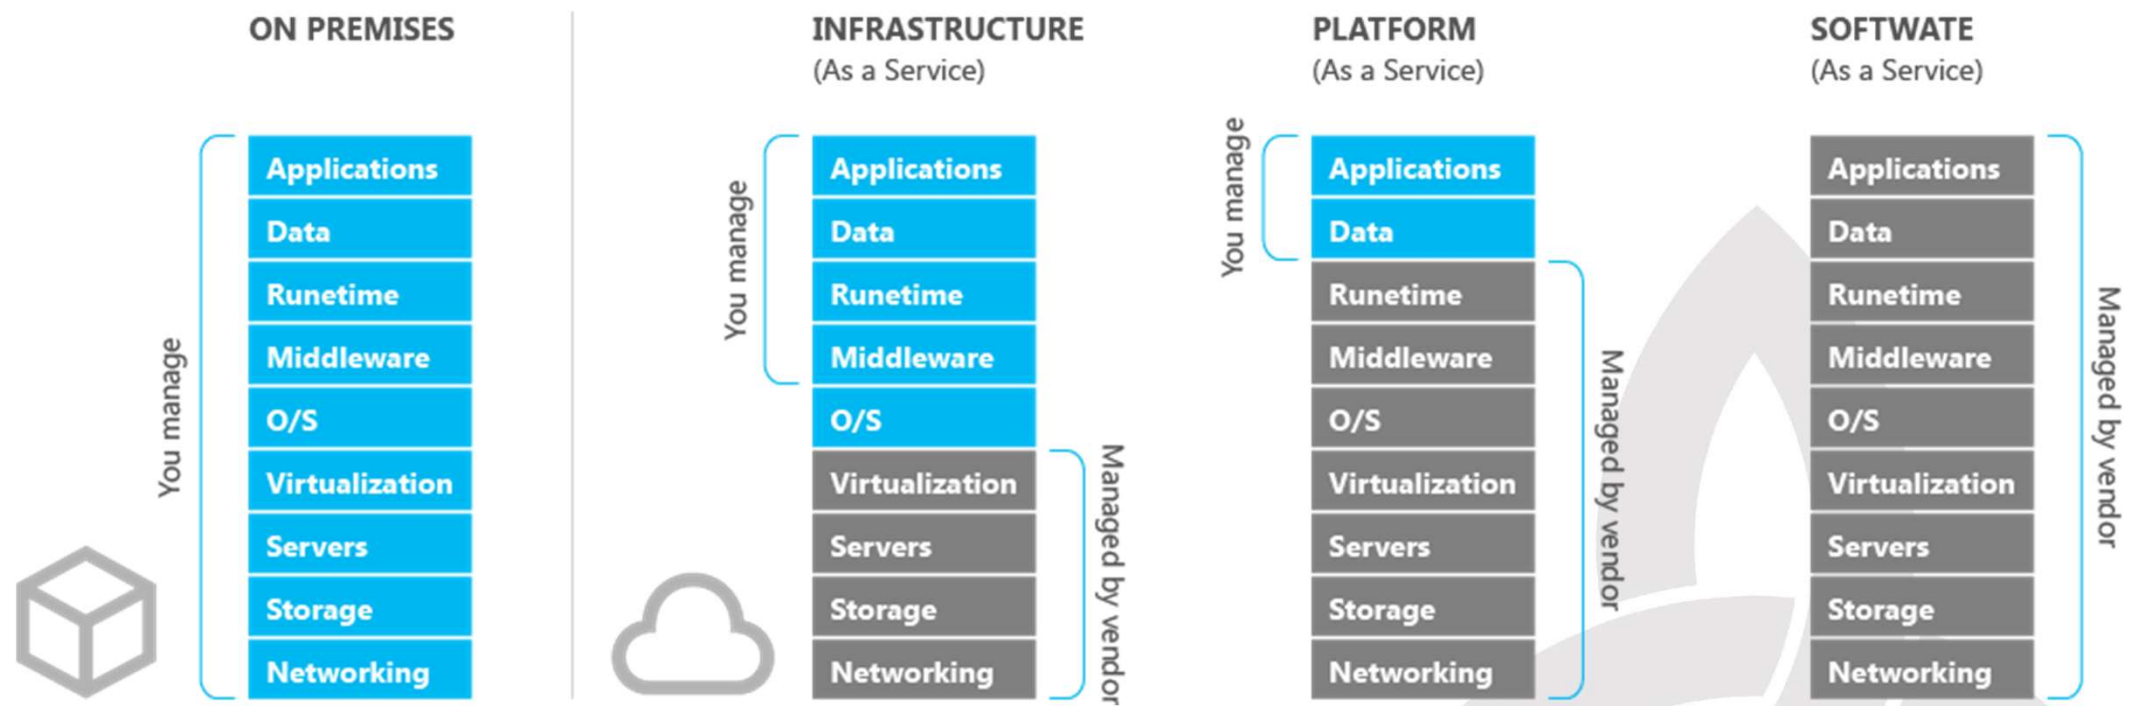 ON PREMISES
You manage
Applications
Data
Runetime
Middleware
O/S
Virtualization
Servers
Storage
Networking
INFRASTRUCTURE
(As a Service)
You manage
Applications
Data
Runetime
Middleware
O/S
Virtualization
Servers
Storage
Networking
Managed by vendor
PLATFORM
(As a Service)
You manage
Applications
Data
Runetime
Middleware
O/S
Virtualization
Servers
Storage
Networking
Managed by vendor
SOFTWATE
(As a Service)
Applications
Data
Runetime
Middleware
O/S
Virtualization
Servers
Storage
Networking
Managed by vendor